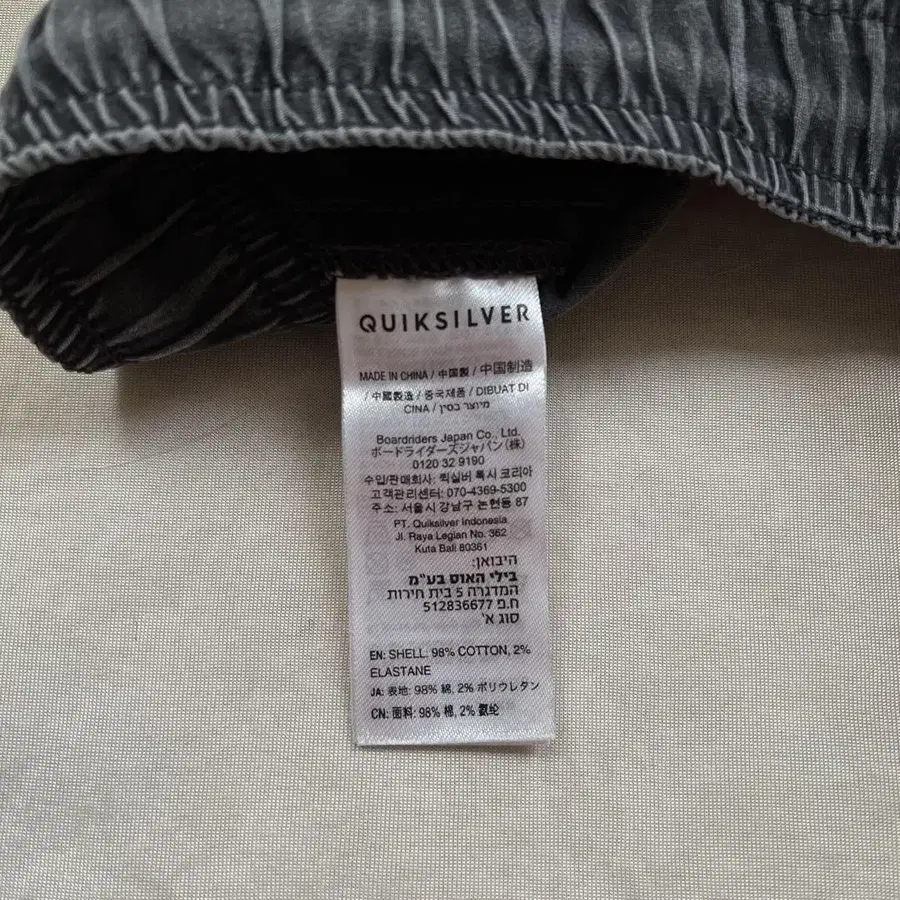 QUIKSILVER
MADE IN CHINA / 中国製 / 中国制造
/ 中國製造 / 중국제품 / DIBUAT DI
CINA / מיוצר בסין
Boardriders Japan Co., Ltd.
ボードライダーズジャパン(株)
0120 32 9190
수입/판매회사: 퀵실버 록시 코리아
고객관리센터: 070-4369-5300
주소: 서울시 강남구 논현동 87
PT. Quiksilver Indonesia
Jl. Raya Legian No. 362
Kuta Bali 80361
היבואן:
בילי האוס בע"מ
המדגרה 5 בית חירות
ח.פ 512836677
סוג א'
EN: SHELL: 98% COTTON, 2%
ELASTANE
JA: 表地: 98% 綿, 2% ポリウレタン
CN: 面料: 98% 棉, 2% 氨纶